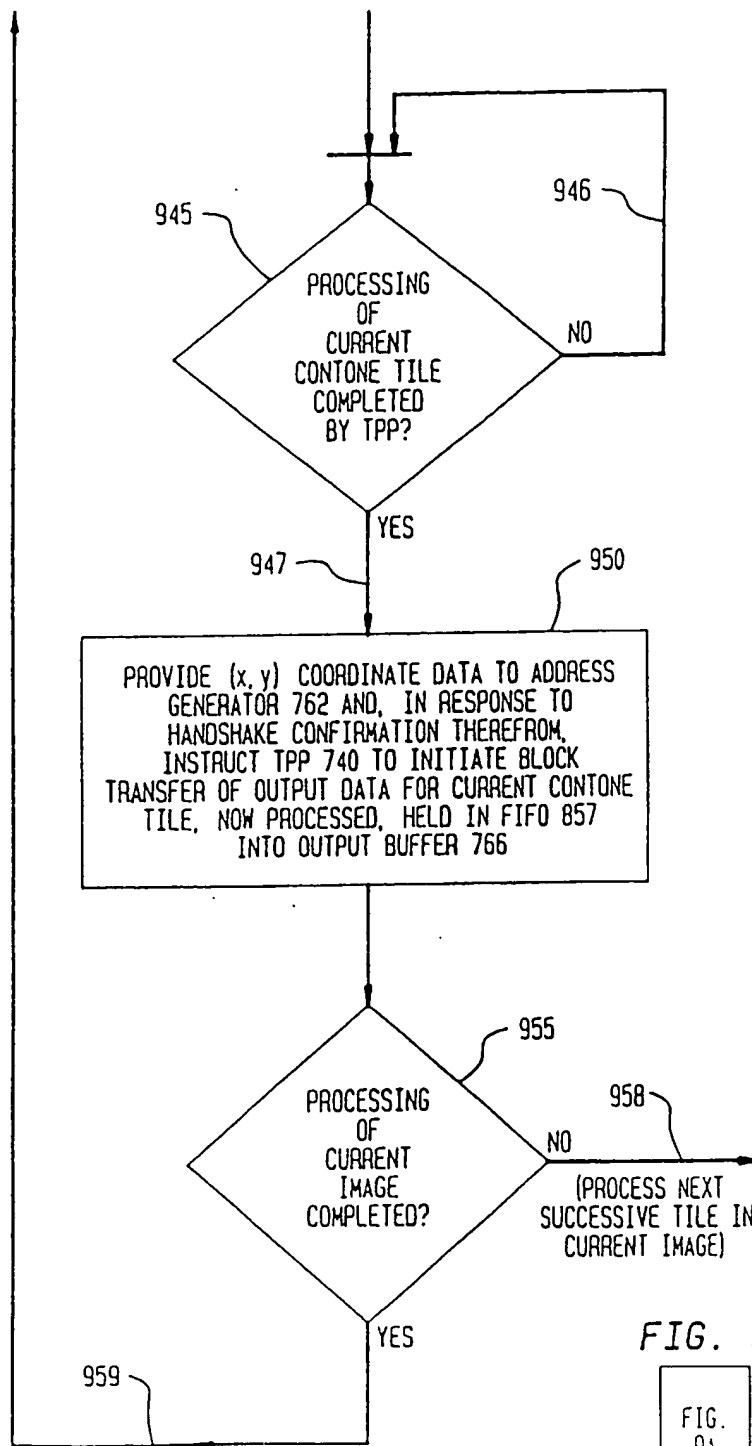 945
946
PROCESSING
OF
CURRENT
CONTONE TILE
COMPLETED
BY TPP?
NO
YES
947
950
PROVIDE (x, y) COORDINATE DATA TO ADDRESS
GENERATOR 762 AND, IN RESPONSE TO
HANDSHAKE CONFIRMATION THEREFROM,
INSTRUCT TPP 740 TO INITIATE BLOCK
TRANSFER OF OUTPUT DATA FOR CURRENT CONTONE
TILE, NOW PROCESSED, HELD IN FIFO 857
INTO OUTPUT BUFFER 766
955
958
PROCESSING
OF
CURRENT
IMAGE
COMPLETED?
NO
(PROCESS NEXT
SUCCESSIVE TILE IN
CURRENT IMAGE)
YES
959
FIG.
FIG.